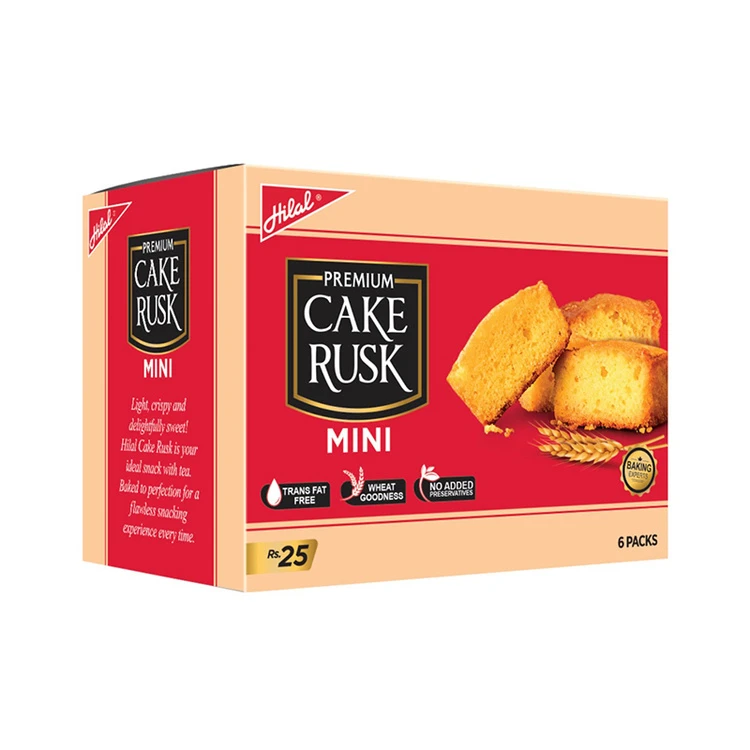 Hilal®
PREMIUM
CAKE
RUSK
MINI
Light, crispy and
delightfully sweet!
Hilal Cake Rusk is your
ideal snack with tea.
Baked to perfection for a
flawless snacking
experience every time.
Hilal®
PREMIUM
CAKE
RUSK
MINI
TRANS FAT
FREE
WHEAT
GOODNESS
NO ADDED
PRESERVATIVES
BAKING
EXPERTS
Rs.25
6 PACKS